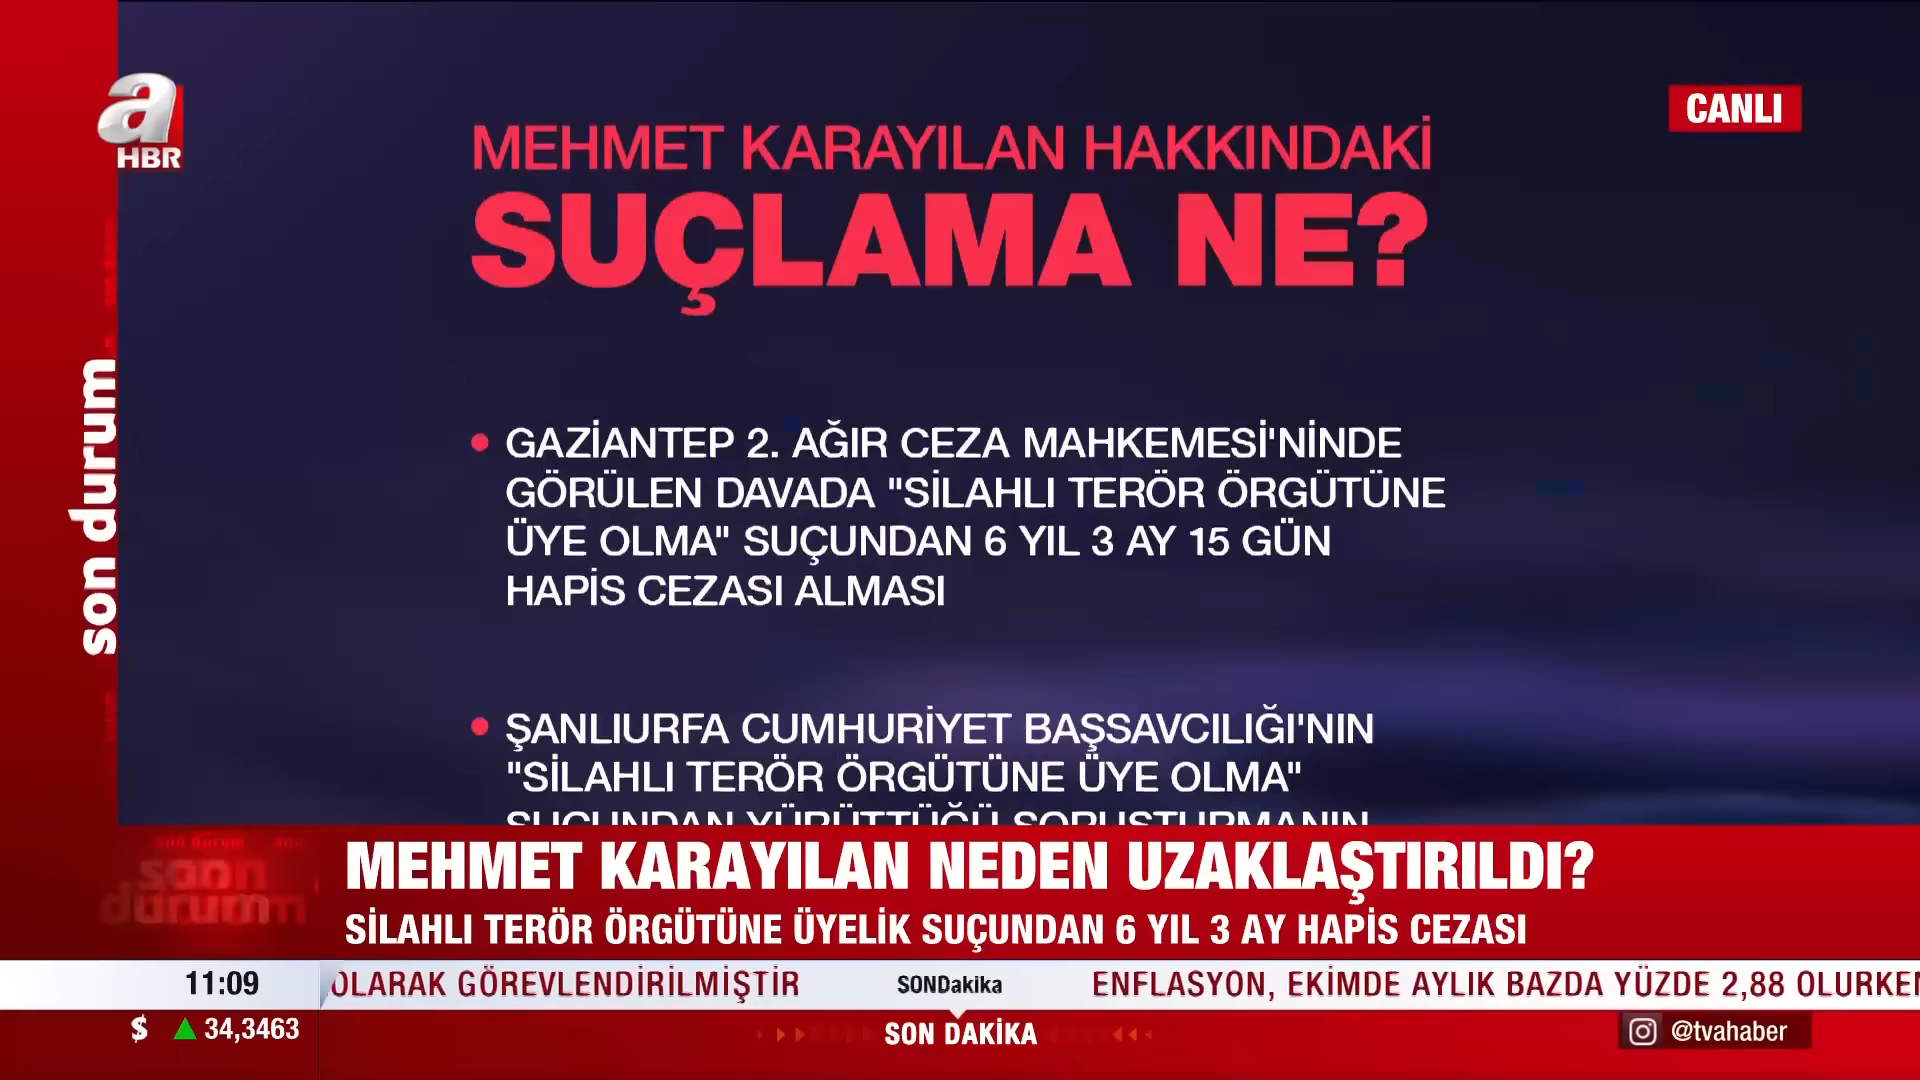 a
HBR
CANLI
MEHMET KARAYILAN HAKKINDAKİ
SUÇLAMA NE?
son durum
• GAZİANTEP 2. AĞIR CEZA MAHKEMESİ'NİNDE
GÖRÜLEN DAVADA "SİLAHLI TERÖR ÖRGÜTÜNE
ÜYE OLMA" SUÇUNDAN 6 YIL 3 AY 15 GÜN
HAPİS CEZASI ALMASI
• ŞANLIURFA CUMHURİYET BAŞSAVCILIĞI'NIN
"SİLAHLI TERÖR ÖRGÜTÜNE ÜYE OLMA"
SUÇUNDAN YÜRÜTTÜĞÜ SORUŞTURMANIN
MEHMET KARAYILAN NEDEN UZAKLAŞTIRILDI?
SİLAHLI TERÖR ÖRGÜTÜNE ÜYELİK SUÇUNDAN 6 YIL 3 AY HAPİS CEZASI
11:09
OLARAK GÖREVLENDİRİLMİŞTİR
SONDakika
ENFLASYON, EKİMDE AYLIK BAZDA YÜZDE 2,88 OLURKEN
$ ▲ 34,3463
SON DAKİKA
@tvahaber